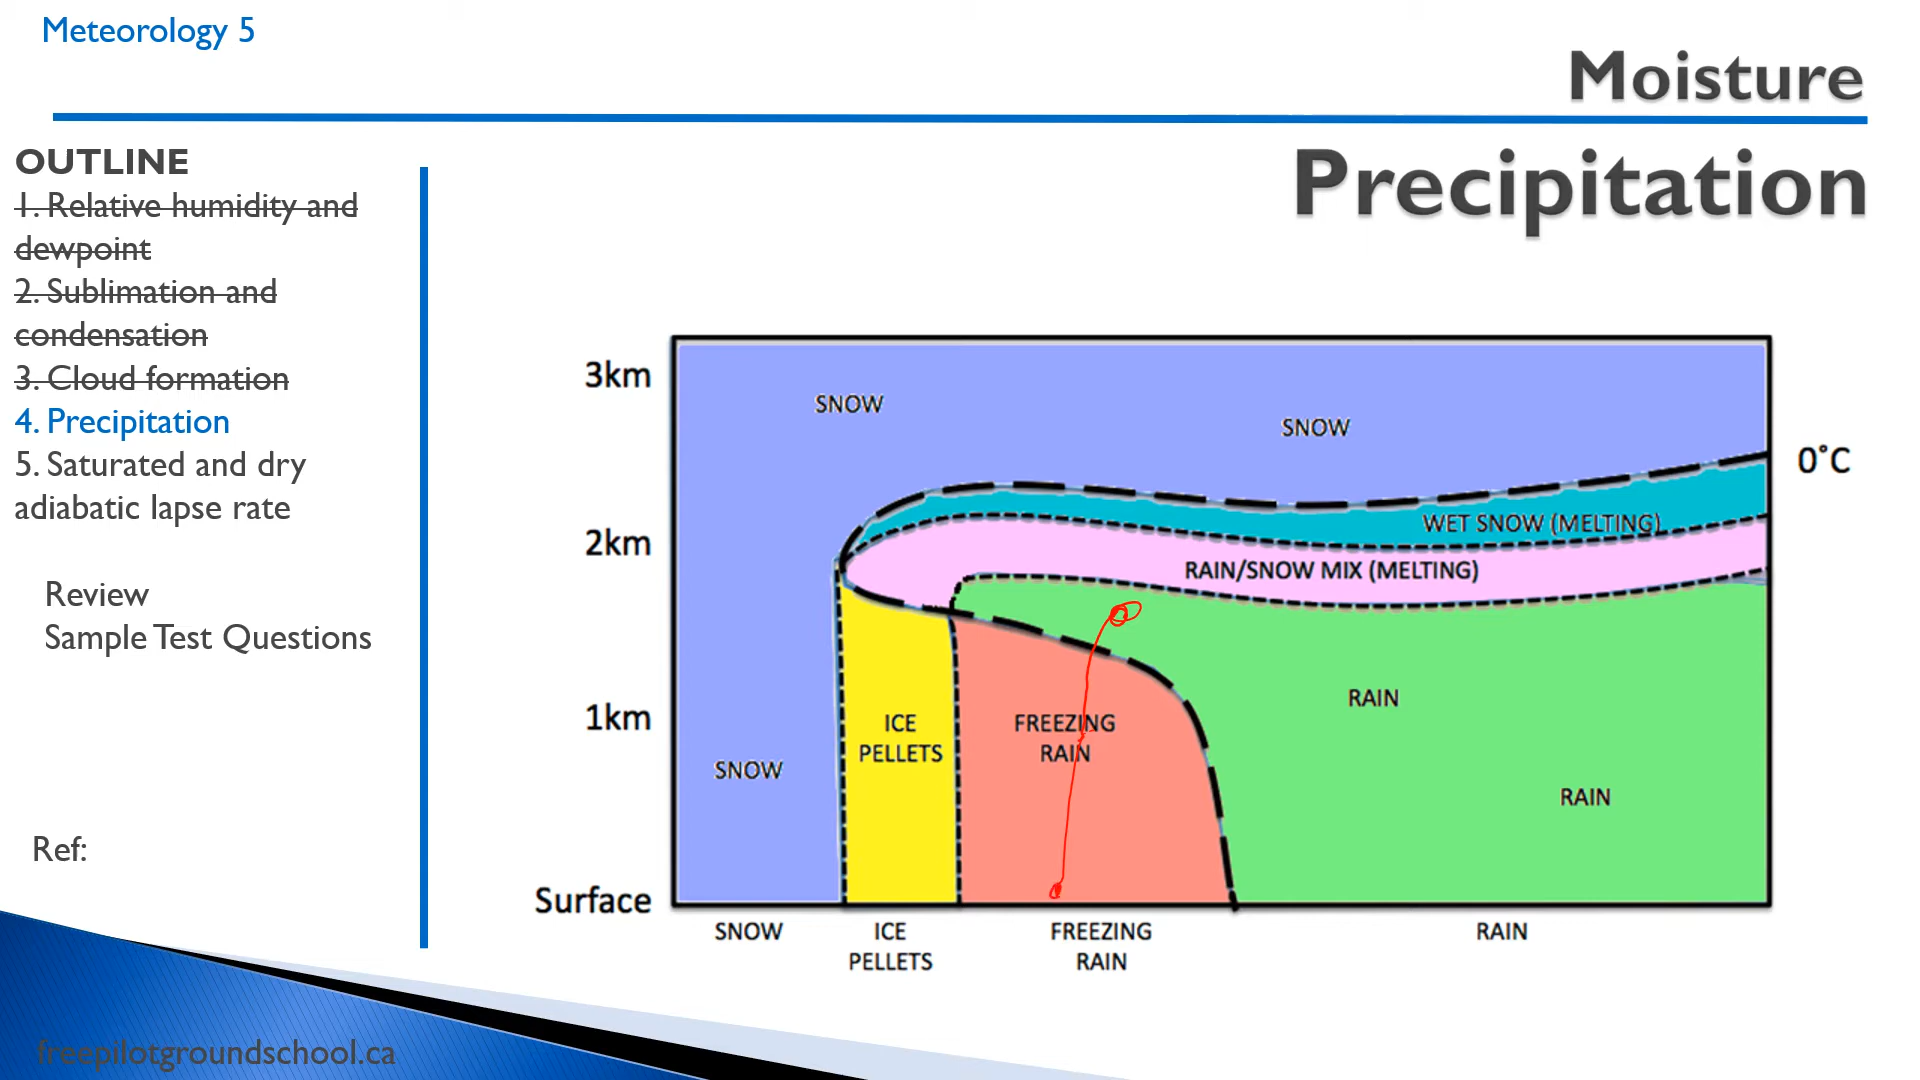 Meteorology 5
Moisture
Precipitation
OUTLINE
1. Relative humidity and
dewpoint
2. Sublimation and
condensation
3. Cloud formation
4. Precipitation
5. Saturated and dry
adiabatic lapse rate
Review
Sample Test Questions
Ref:
freepilotgroundschool.ca
3km
2km
1km
Surface
0˚C
SNOW
SNOW
WET SNOW (MELTING)
RAIN/SNOW MIX (MELTING)
RAIN
ICE
PELLETS
FREEZING
RAIN
SNOW
RAIN
SNOW
ICE
PELLETS
FREEZING
RAIN
RAIN